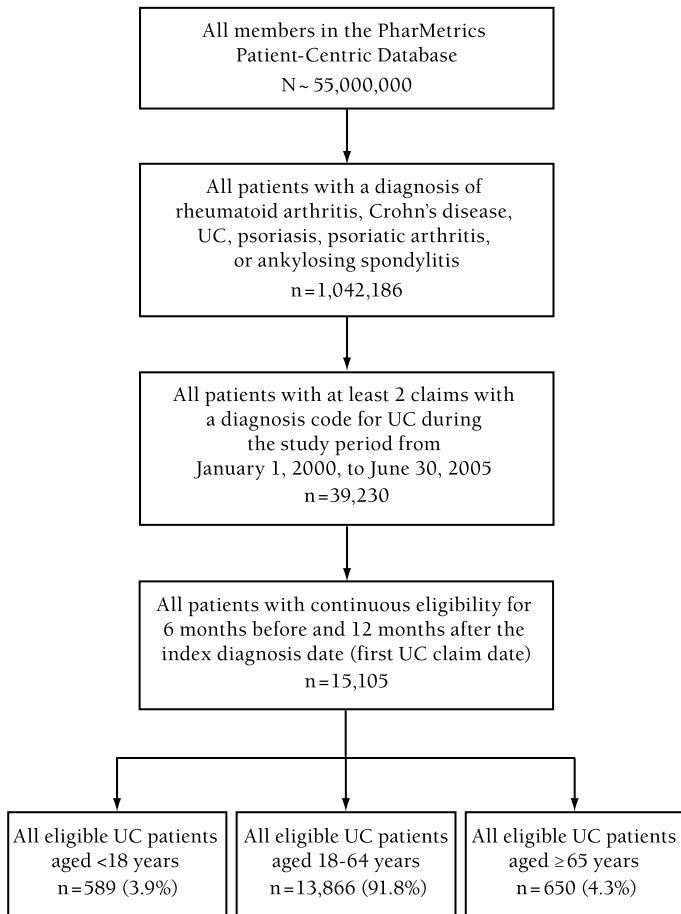 All members in the PharMetrics
Patient-Centric Database
N ~ 55,000,000
All patients with a diagnosis of
rheumatoid arthritis, Crohn's disease,
UC, psoriasis, psoriatic arthritis,
or ankylosing spondylitis
n=1,042,186
All patients with at least 2 claims with
a diagnosis code for UC during
the study period from
January 1, 2000, to June 30, 2005
n=39,230
All patients with continuous eligibility for
6 months before and 12 months after the
index diagnosis date (first UC claim date)
n=15,105
All eligible UC patients
aged <18 years
n=589 (3.9%)
All eligible UC patients
aged 18-64 years
n=13,866 (91.8%)
All eligible UC patients
aged ≥65 years
n=650 (4.3%)